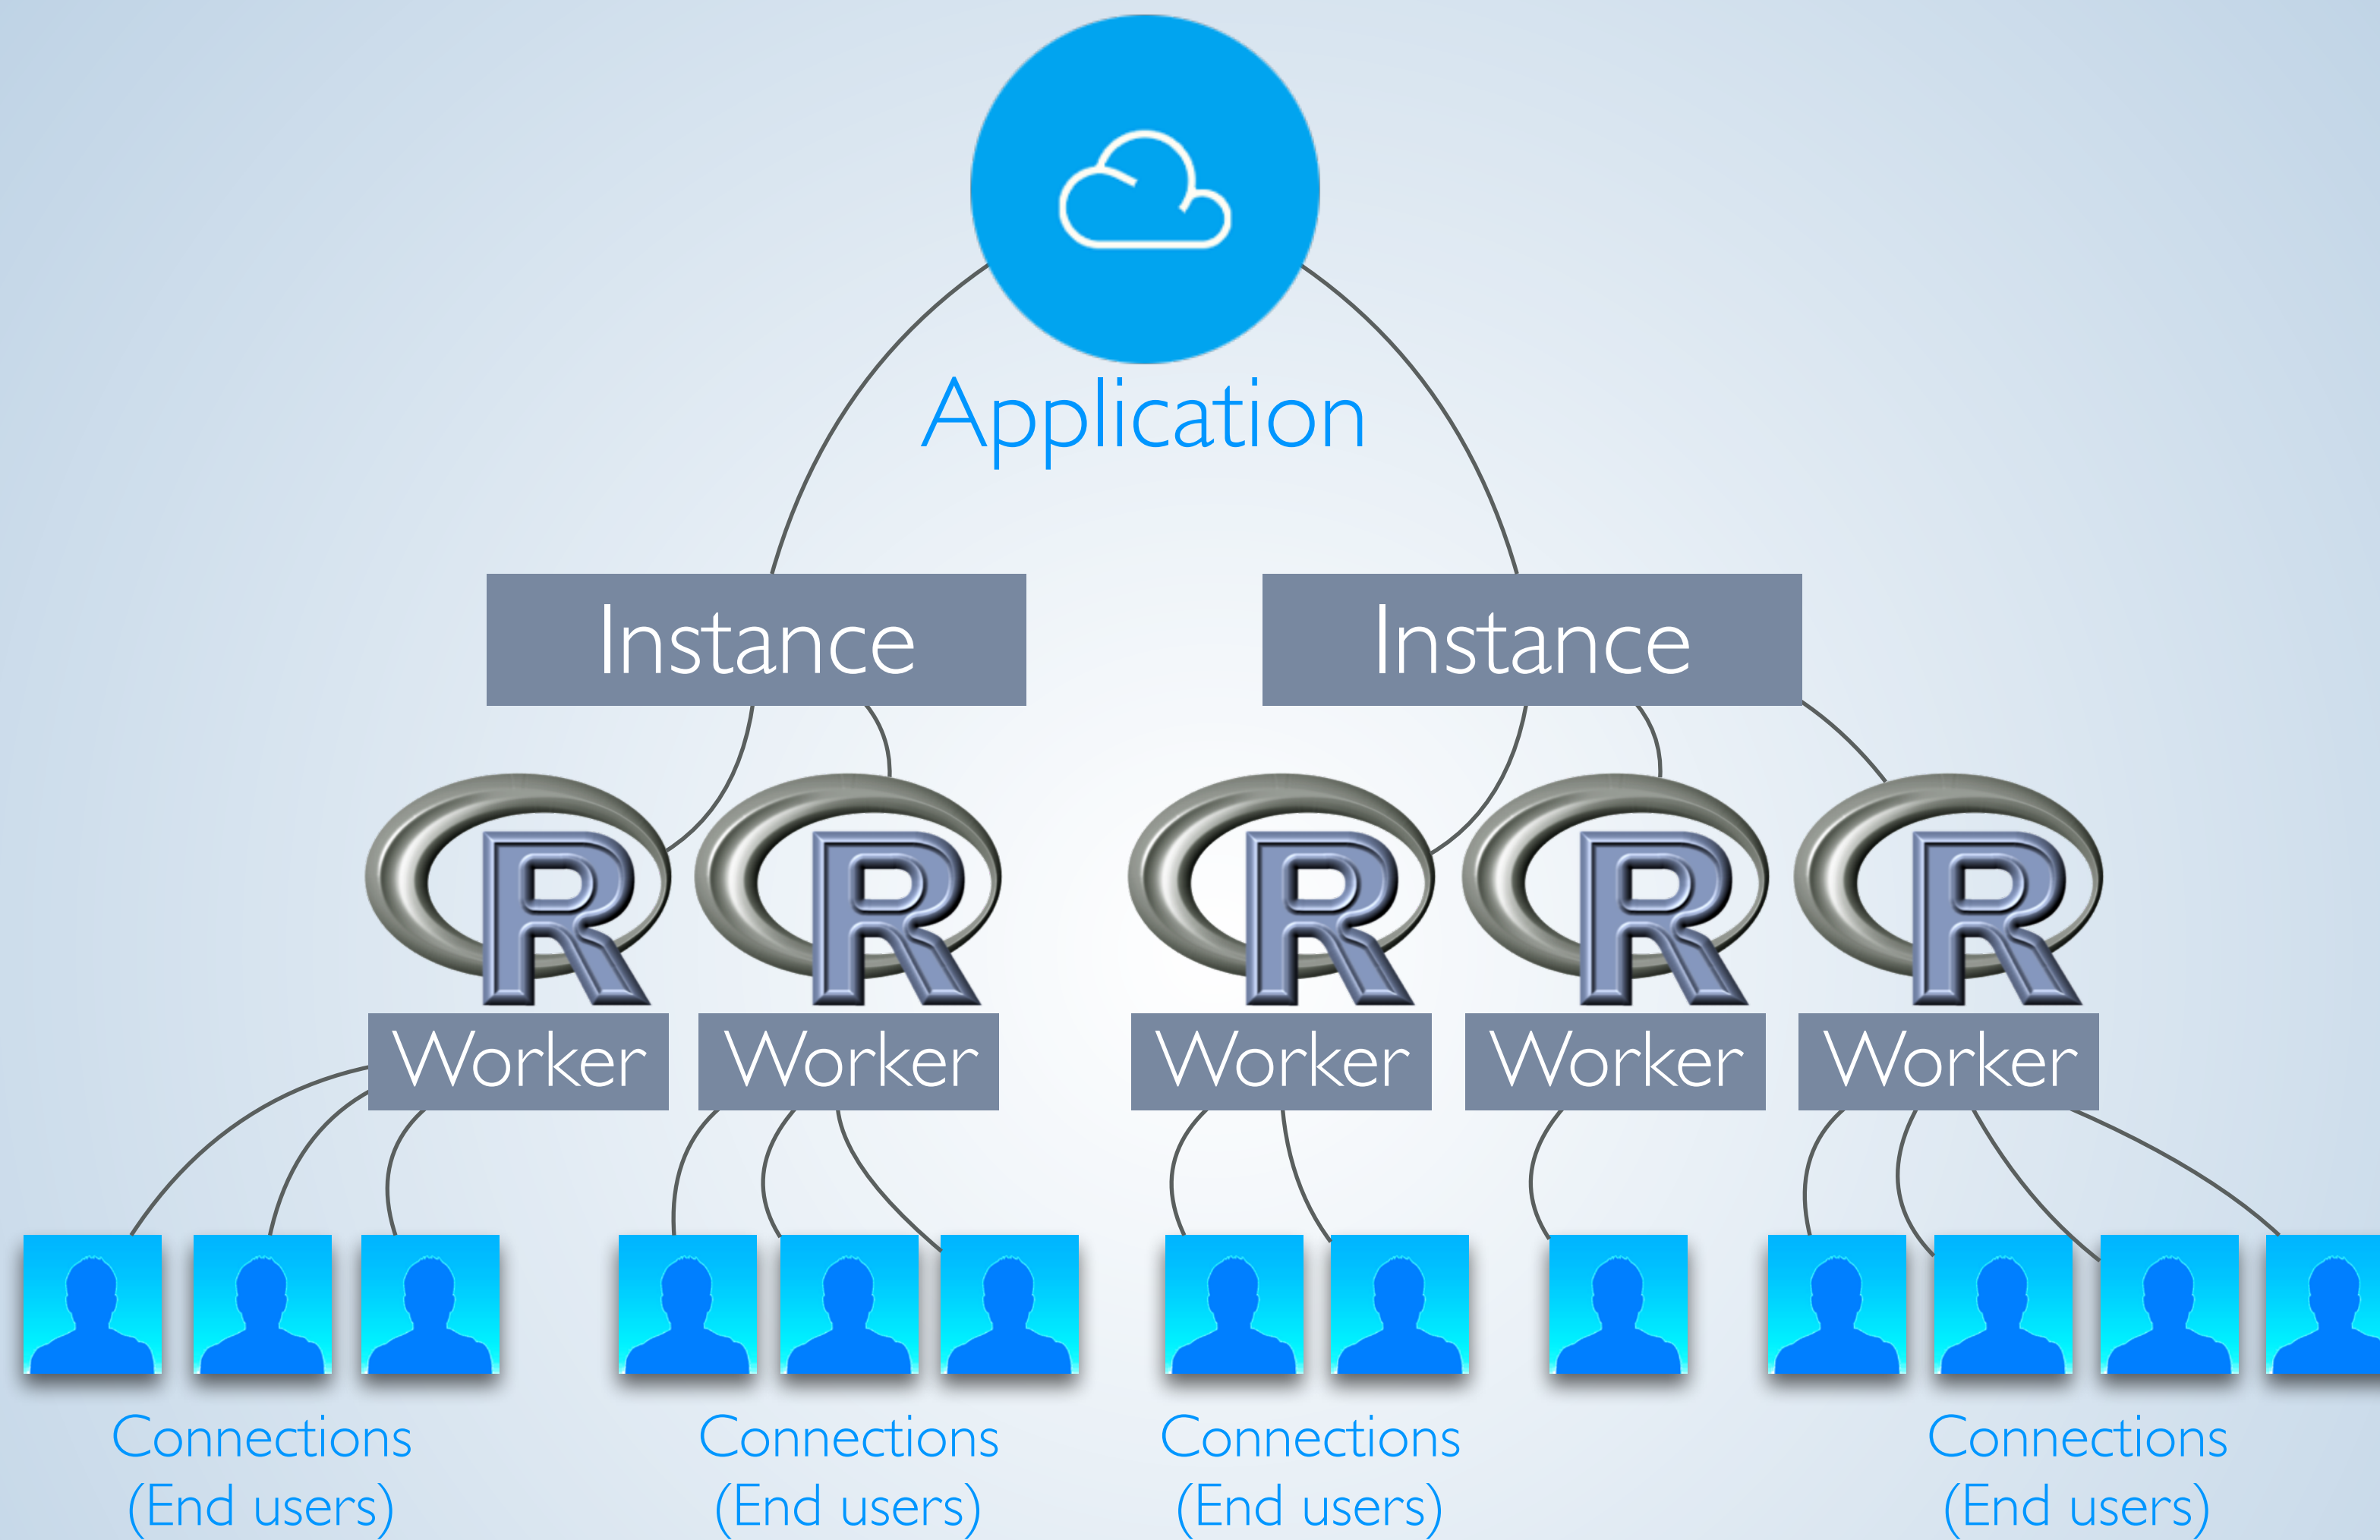 Application
Instance
Instance
R
R
R
R
R
Worker
Worker
Worker
Worker
Worker
Connections
(End users)
Connections
(End users)
Connections
(End users)
Connections
(End users)